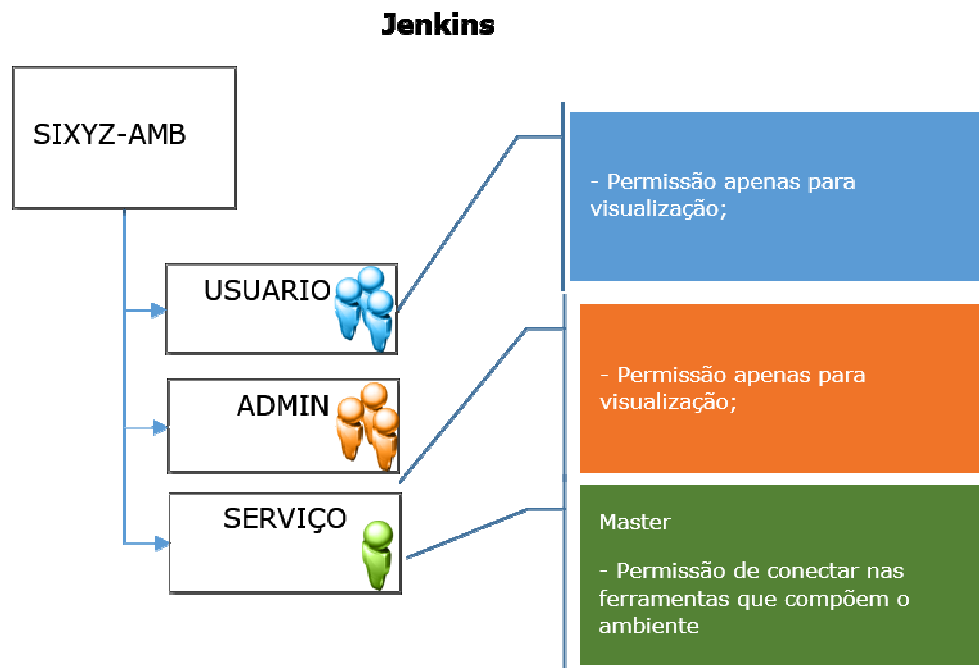 Jenkins
SIXYZ-AMB
- Permissão apenas para
visualização;
USUARIO
- Permissão apenas para
visualização;
ADMIN
SERVIÇO
Master
- Permissão de conectar nas
ferramentas que compõem o
ambiente